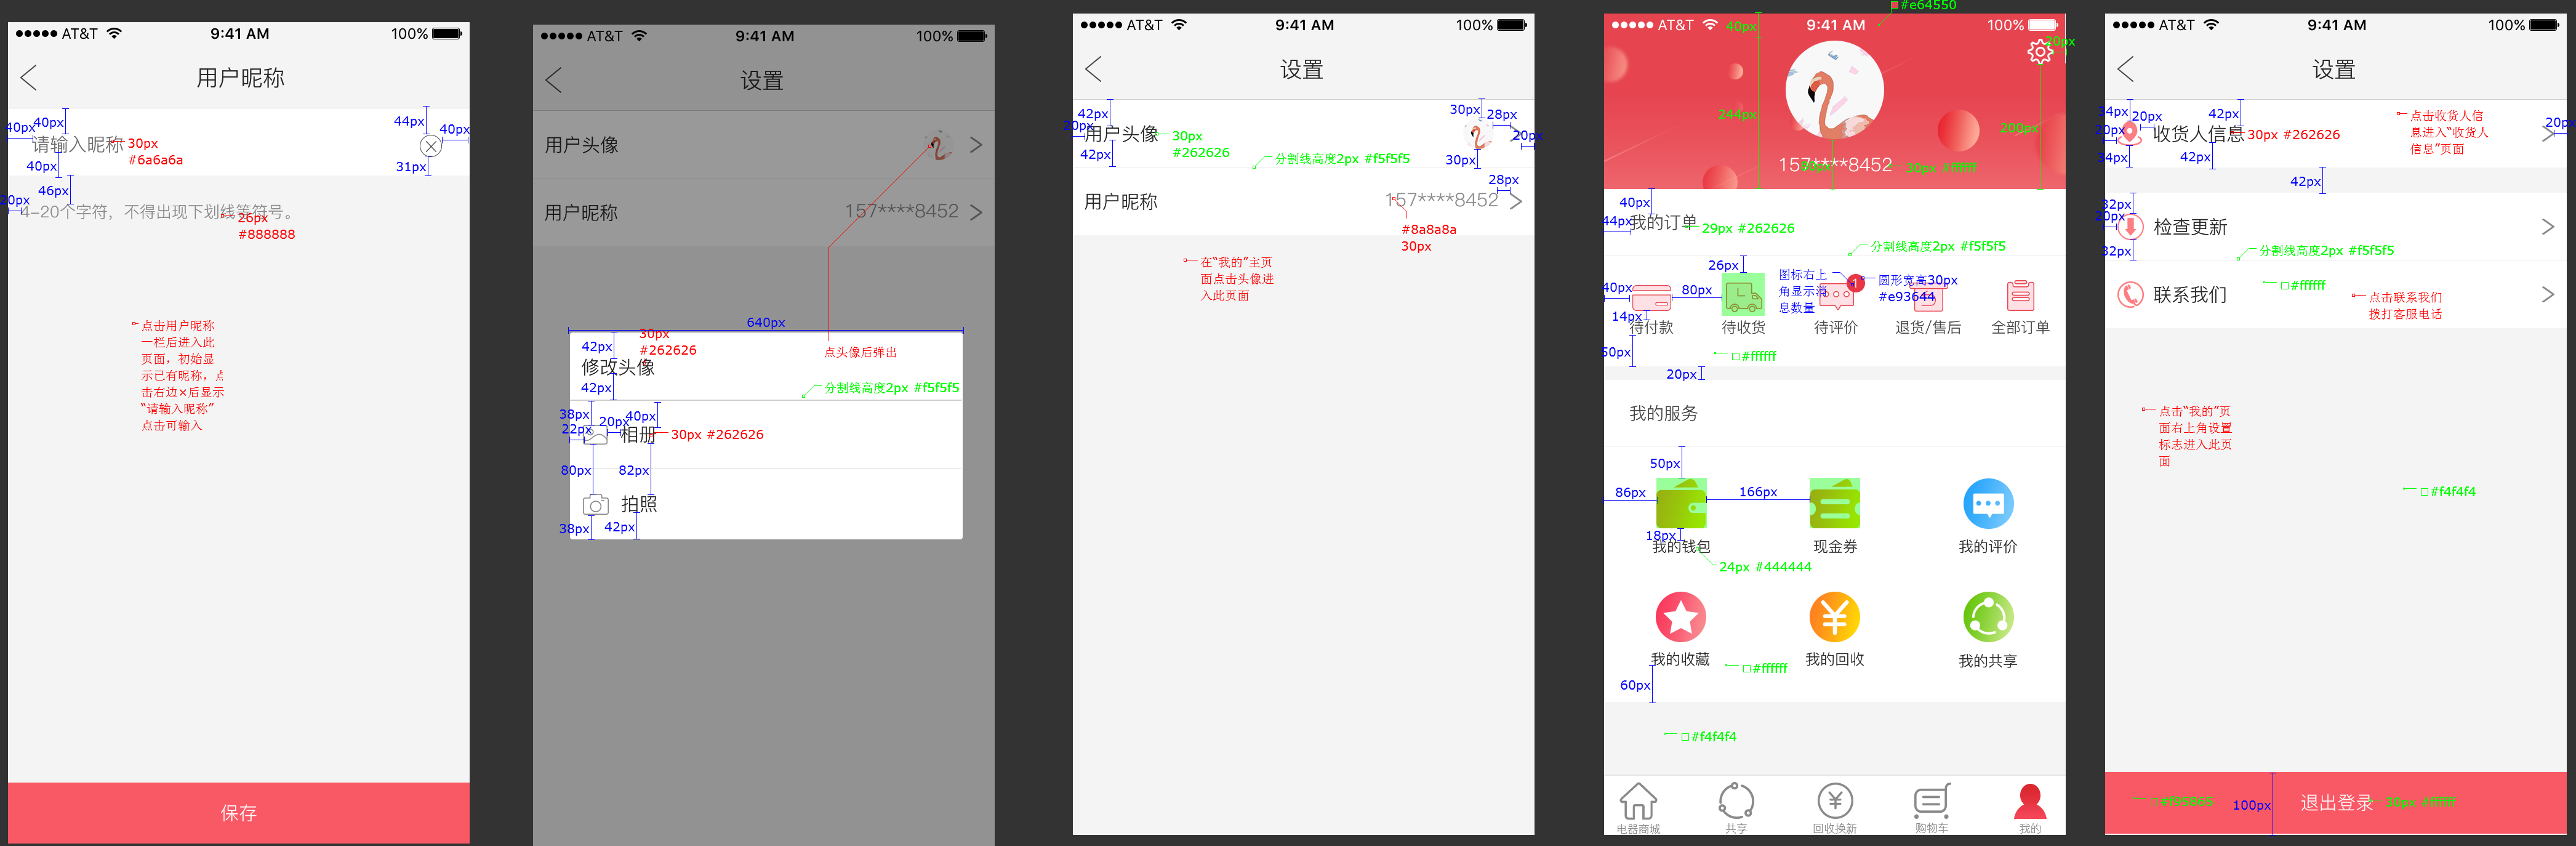 ●●●●● AT&T
9:41 AM
100%
用户昵称
40px
40px
请输入昵称
30px
#6a6a6a
40px
44px
40px
31px
46px
20px
4-20个字符，不得出现下划线等符号。
26px
#888888
点击用户昵称
一栏后进入此
页面，初始显
示已有昵称，点
击右边×后显示
“请输入昵称”
点击可输入
保存
●●●●● AT&T
9:41 AM
100%
设置
用户头像
用户昵称
157****8452
640px
30px
#262626
42px
修改头像
42px
点头像后弹出
分割线高度2px #f5f5f5
38px
20px
40px
22px
相册
30px #262626
80px
82px
拍照
38px
42px
●●●●● AT&T
9:41 AM
100%
设置
42px
20px
用户头像
30px
#262626
42px
30px
28px
20px
30px
分割线高度2px #f5f5f5
用户昵称
28px
157****8452
#8a8a8a
30px
在“我的”主页
面点击头像进
入此页面
#e64550
●●●●● AT&T
9:41 AM
100%
40px
20px
244px
200px
157****8452
30px #ffffff
40px
44px
我的订单
29px #262626
分割线高度2px #f5f5f5
26px
40px
80px
图标右上
角显示消
息数量
1
圆形宽高30px
#e93644
14px
待付款
待收货
待评价
退货/售后
全部订单
50px
#ffffff
20px
我的服务
50px
86px
166px
18px
我的钱包
现金券
我的评价
24px #444444
我的收藏
我的回收
我的共享
#ffffff
60px
#f4f4f4
电器商城
共享
回收换新
购物车
我的
●●●●● AT&T
9:41 AM
100%
设置
34px
20px
42px
20px
收货人信息
30px #262626
34px
42px
点击收货人信
息进入“收货人
信息”页面
20px
42px
32px
20px
检查更新
32px
分割线高度2px #f5f5f5
联系我们
#ffffff
点击联系我们
拨打客服电话
点击“我的”页
面右上角设置
标志进入此页
面
#f4f4f4
100px
退出登录
30px #ffffff